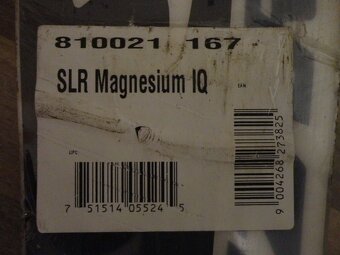 810021 167
SLR Magnesium IQ
EAN
UPC
7 51514 05524 5
9 004268 273825